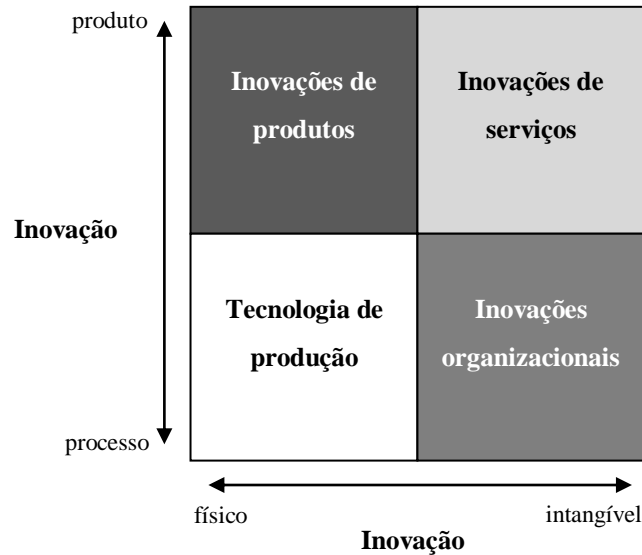 produto
Inovações de
produtos
Inovações de
serviços
Inovação
Tecnologia de
produção
Inovações
organizacionais
processo
físico
intangível
Inovação